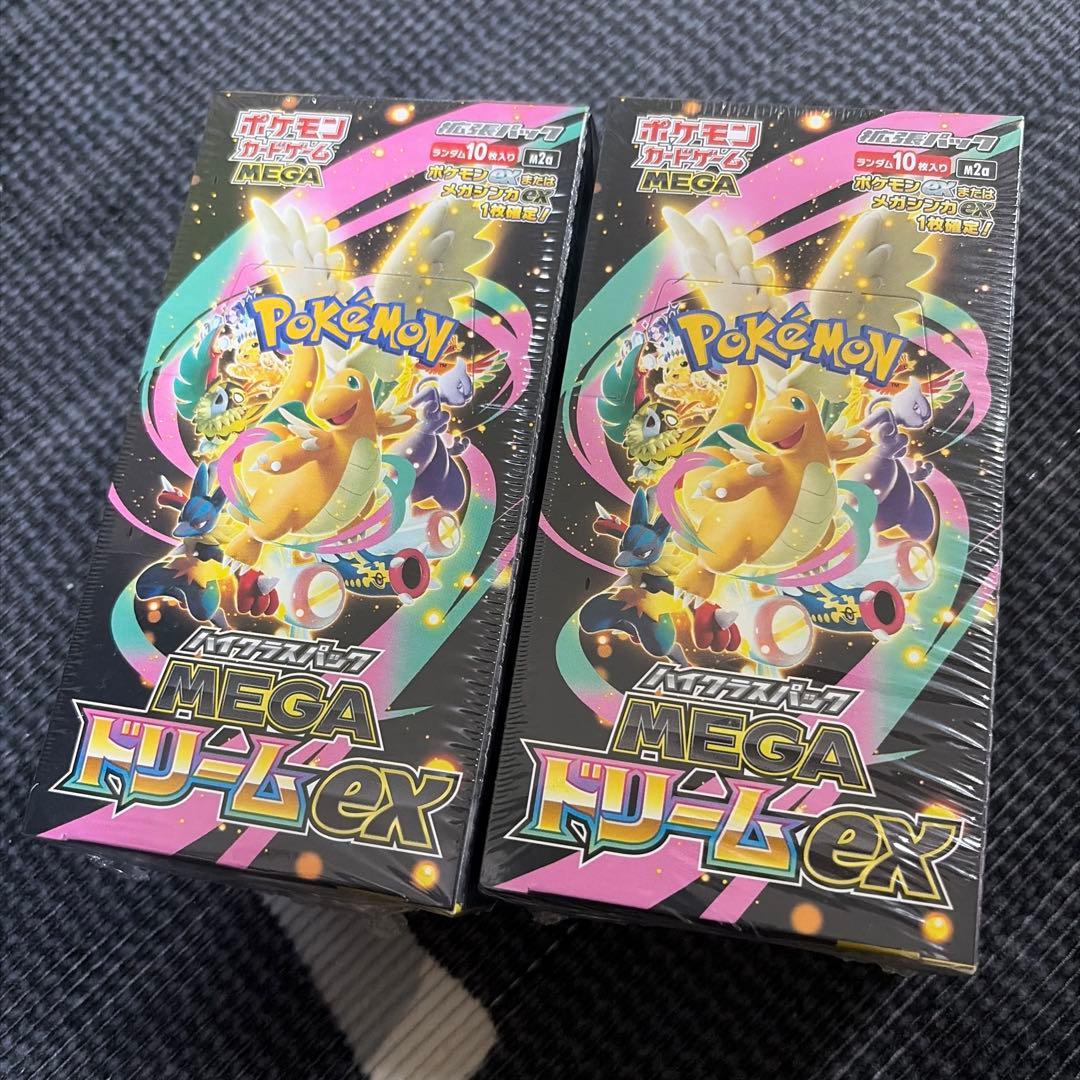 ポケモン
カードゲーム
MEGA
拡張パック
ランダム10枚入り
M2a
ポケモンexまたは
メガシンカex
1枚確定!
POKéMON
TM
ハイクラスパック
MEGA
ドリームex
ポケモン
カードゲーム
MEGA
拡張パック
ランダム10枚入り
M2a
ポケモンexまたは
メガシンカex
1枚確定!
POKéMON
TM
ハイクラスパック
MEGA
ドリームex